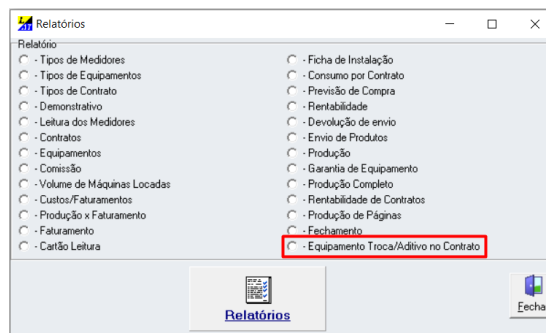 Relatórios
Relatório
- Tipos de Medidores
- Tipos de Equipamentos
- Tipos de Contrato
- Demonstrativo
- Leitura dos Medidores
- Contratos
- Equipamentos
- Comissão
- Volume de Máquinas Locadas
- Custos/Faturamentos
- Produção x Faturamento
- Faturamento
- Cartão Leitura
- Ficha de Instalação
- Consumo por Contrato
- Previsão de Compra
- Rentabilidade
- Devolução de envio
- Envio de Produtos
- Produção
- Garantia de Equipamento
- Produção Completo
- Rentabilidade de Contratos
- Produção de Páginas
- Fechamento
- Equipamento Troca/Aditivo no Contrato
Relatórios
Fecha